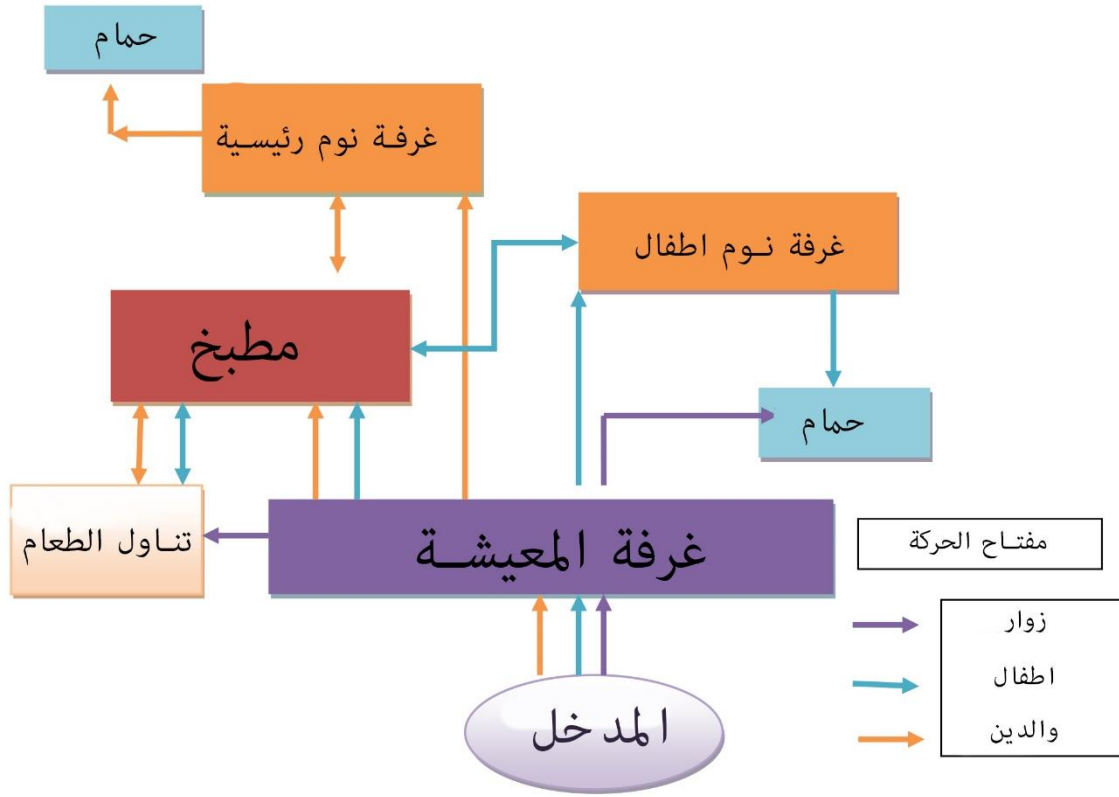 حمام
غرفة نوم رئيسية
غرفة نوم اطفال
مطبخ
حمام
تناول الطعام
غرفة المعيشة
مفتاح الحركة
زوار
اطفال
والدين
المدخل